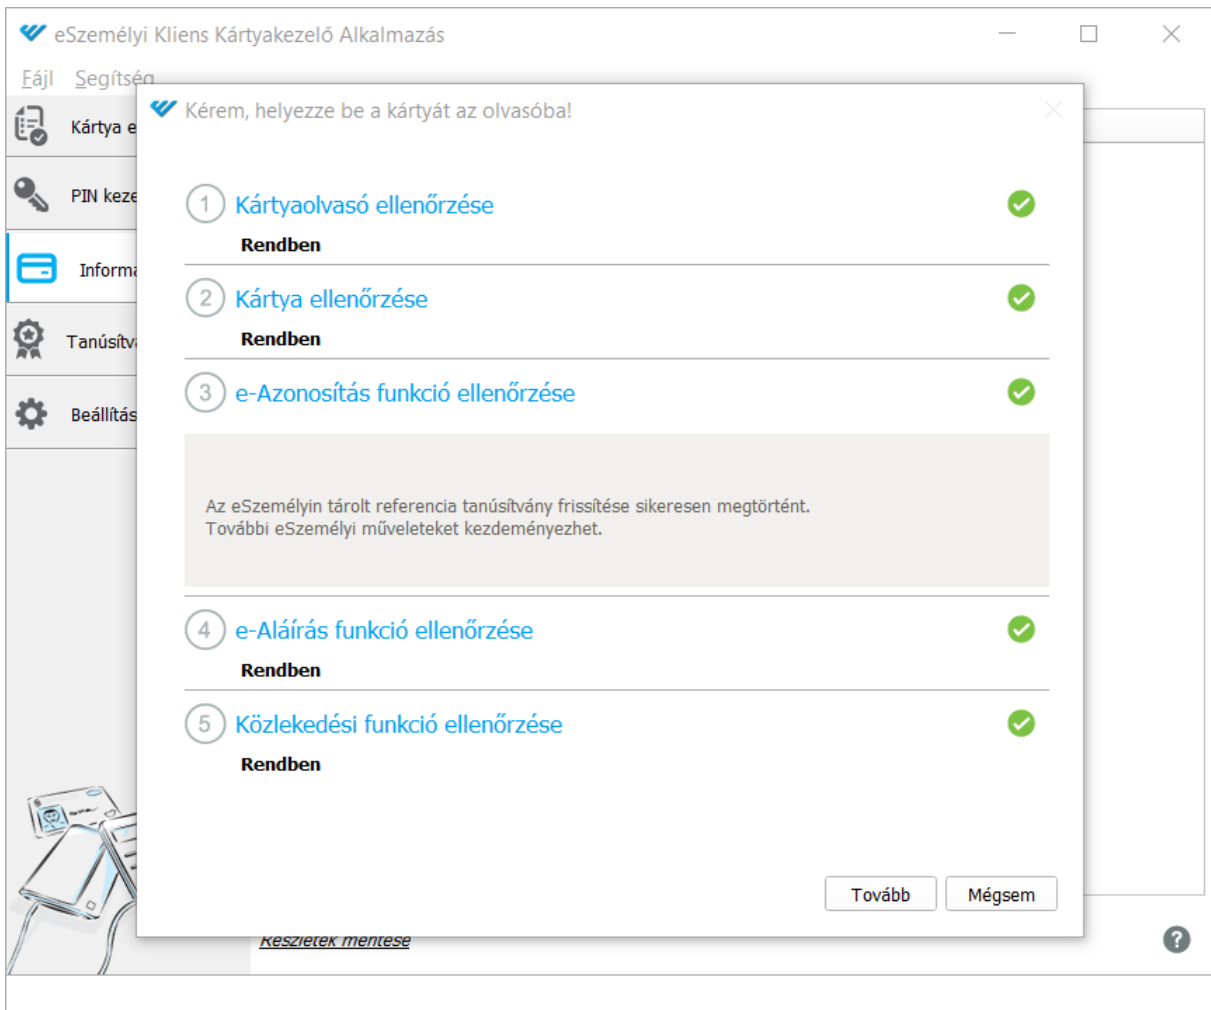 eSzemélyi Kliens Kártyakezelő Alkalmazás
Fájl Segítség
Kérem, helyezze be a kártyát az olvasóba!
Kártya e
PIN keze
Informa
Tanúsítv
Beállítás
1 Kártyaolvasó ellenőrzése
Rendben
2 Kártya ellenőrzése
Rendben
3 e-Azonosítás funkció ellenőrzése
Az eSzemélyin tárolt referencia tanúsítvány frissítése sikeresen megtörtént.
További eSzemélyi műveleteket kezdeményezhet.
4 e-Aláírás funkció ellenőrzése
Rendben
5 Közlekedési funkció ellenőrzése
Rendben
Tovább Mégsem
Részletek mentése
?